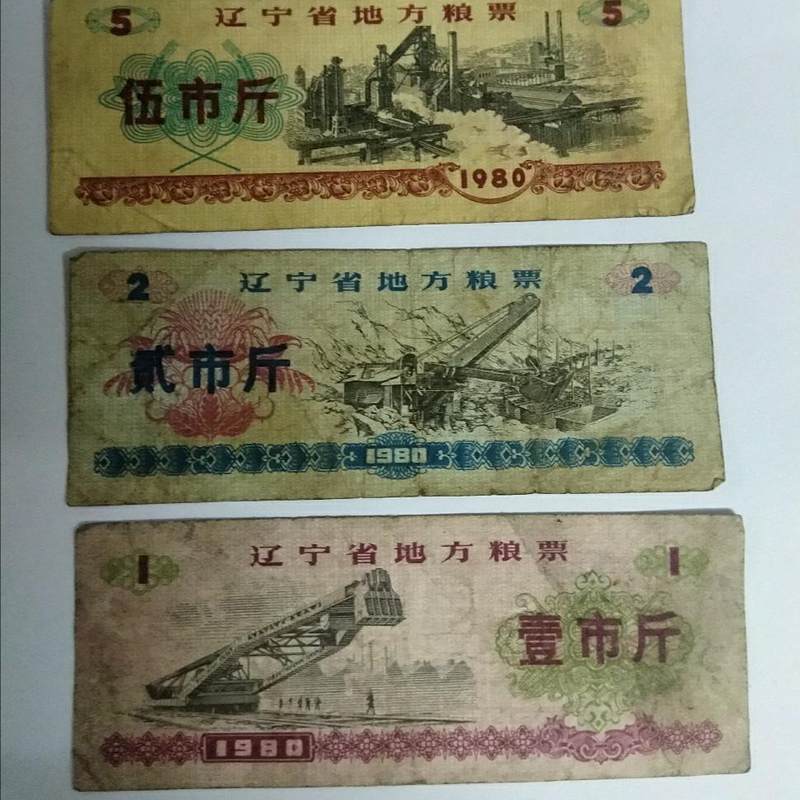 5 辽宁省地方粮票 5
伍市斤
1980
2 辽宁省地方粮票 2
贰市斤
1980
1 辽宁省地方粮票 1
壹市斤
1980